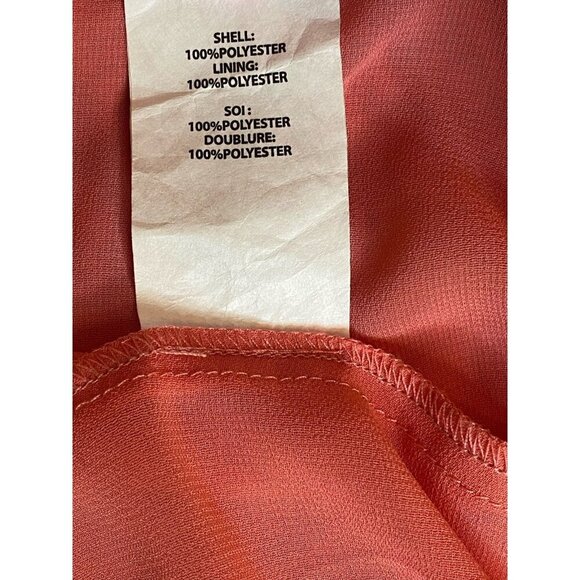 SHELL:
100%POLYESTER
LINING:
100%POLYESTER
SOI :
100%POLYESTER
DOUBLURE:
100%POLYESTER